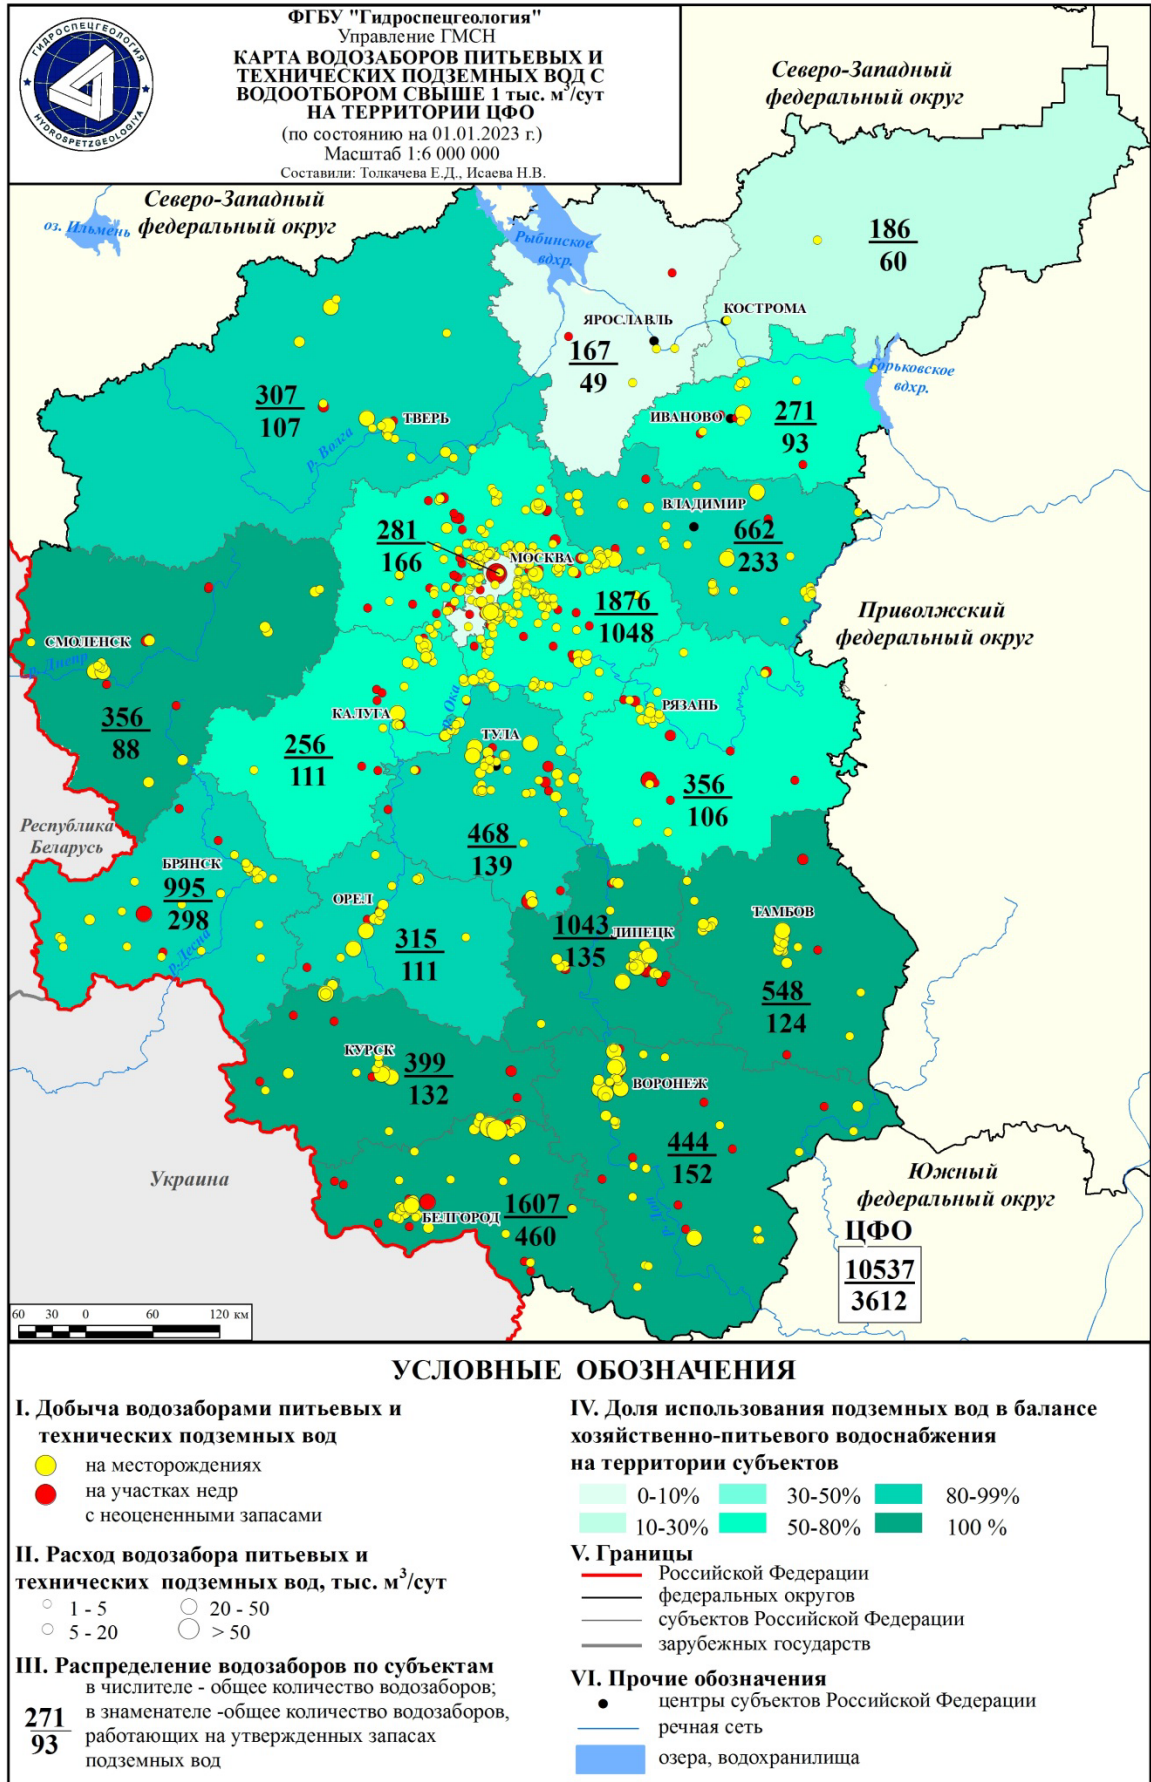 ГИДРОСПЕЦГЕОЛОГИЯ
HYDROSPETZGEOLOGIYA
ФГБУ "Гидроспецгеология"
Управление ГМСН
КАРТА ВОДОЗАБОРОВ ПИТЬЕВЫХ И
ТЕХНИЧЕСКИХ ПОДЗЕМНЫХ ВОД С
ВОДООТБОРОМ СВЫШЕ 1 тыс. м³/сут
НА ТЕРРИТОРИИ ЦФО
(по состоянию на 01.01.2023 г.)
Масштаб 1:6 000 000
Составили: Толкачева Е.Д., Исаева Н.В.
Северо-Западный
федеральный округ
Северо-Западный
федеральный округ
оз. Ильмень
Рыбинское
вдхр.
186
60
КОСТРОМА
ЯРОСЛАВЛЬ
167
49
Горьковское
вдхр.
307
107
ТВЕРЬ
р. Волга
ИВАНОВО
271
93
ВЛАДИМИР
662
233
281
166
МОСКВА
1876
1048
Приволжский
федеральный округ
СМОЛЕНСК
р. Днепр
356
88
КАЛУГА
р. Ока
256
111
ТУЛА
РЯЗАНЬ
356
106
468
139
Республика
Беларусь
БРЯНСК
995
298
р.Десна
ОРЕЛ
315
111
1043
135
ЛИПЕЦК
ТАМБОВ
548
124
КУРСК
399
132
ВОРОНЕЖ
444
152
р. Дон
Украина
БЕЛГОРОД
1607
460
Южный
федеральный округ
ЦФО
10537
3612
60 30 0 60 120 км
УСЛОВНЫЕ ОБОЗНАЧЕНИЯ
I. Добыча водозаборами питьевых и
технических подземных вод
на месторождениях
на участках недр
с неоцененными запасами
II. Расход водозабора питьевых и
технических подземных вод, тыс. м³/сут
1 - 5
20 - 50
5 - 20
> 50
III. Распределение водозаборов по субъектам
271
93
в числителе - общее количество водозаборов;
в знаменателе -общее количество водозаборов,
работающих на утвержденных запасах
подземных вод
IV. Доля использования подземных вод в балансе
хозяйственно-питьевого водоснабжения
на территории субъектов
0-10%
30-50%
80-99%
10-30%
50-80%
100 %
V. Границы
Российской Федерации
федеральных округов
субъектов Российской Федерации
зарубежных государств
VI. Прочие обозначения
центры субъектов Российской Федерации
речная сеть
озера, водохранилища